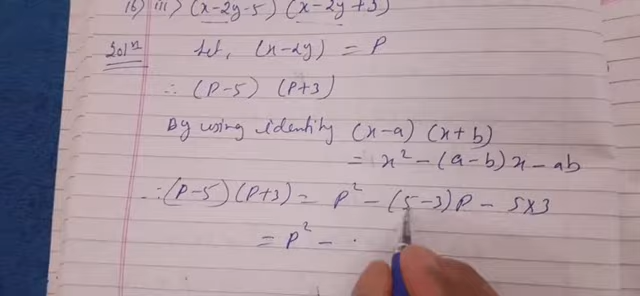 16) iii) (x-2y-5) (x-2y+3)
Solⁿ Let, (x-2y) = P
∴ (P-5) (P+3)
By using identity (x-a) (x+b)
= x² - (a-b)x - ab
∴ (P-5) (P+3) = P² - (5-3)P - 5×3
= P² -